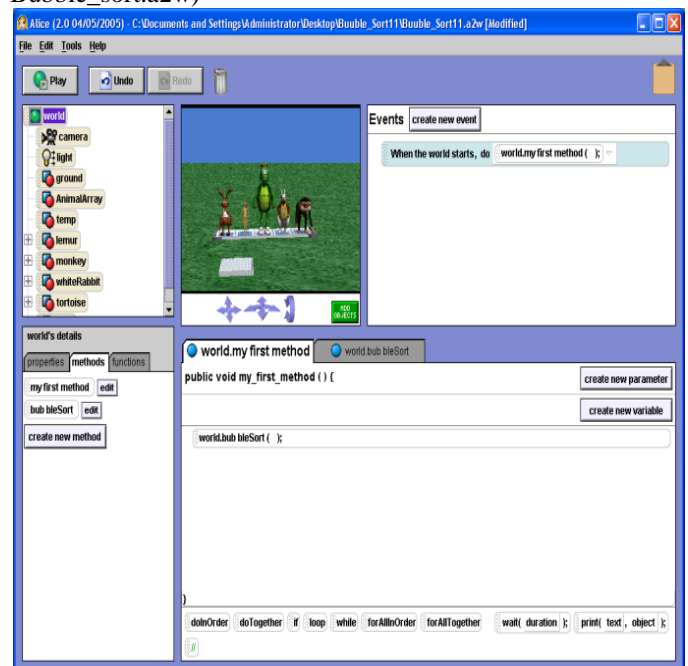 Bubble_sort.a2w)
Alice (2.0 04/05/2005) - C:\Documents and Settings\Administrator\Desktop\Buuble_Sort11\Buuble_Sort11.a2w [Modified]
File Edit Tools Help
Play Undo Redo
world
camera
light
ground
AnimalArray
temp
lemur
monkey
whiteRabbit
tortoise
ADD OBJECTS
Events create new event
When the world starts, do world.my first method ( );
world's details
properties methods functions
my first method edit
bub bleSort edit
create new method
world.my first method world.bub bleSort
public void my_first_method ( ) {
create new parameter
create new variable
world.bub bleSort ( );
}
doInOrder doTogether if loop while forAllInOrder forAllTogether wait( duration ); print( text , object );
//